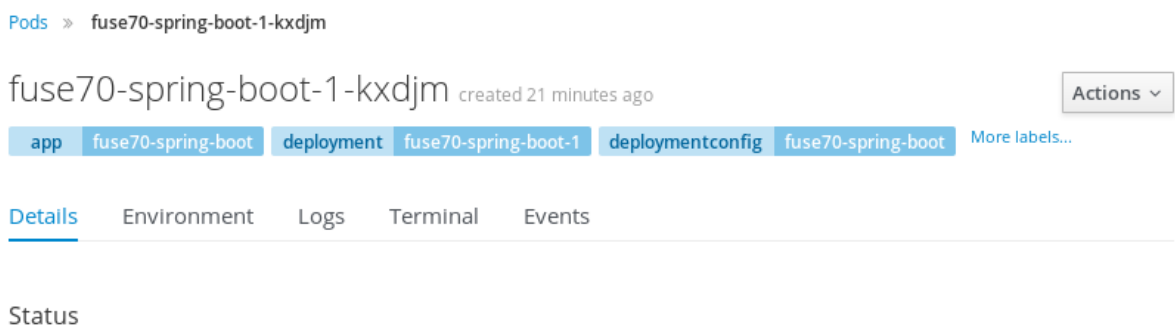 Pods » fuse70-spring-boot-1-kxdjm
fuse70-spring-boot-1-kxdjm created 21 minutes ago
Actions
app fuse70-spring-boot deployment fuse70-spring-boot-1 deploymentconfig fuse70-spring-boot More labels...
Details Environment Logs Terminal Events
Status